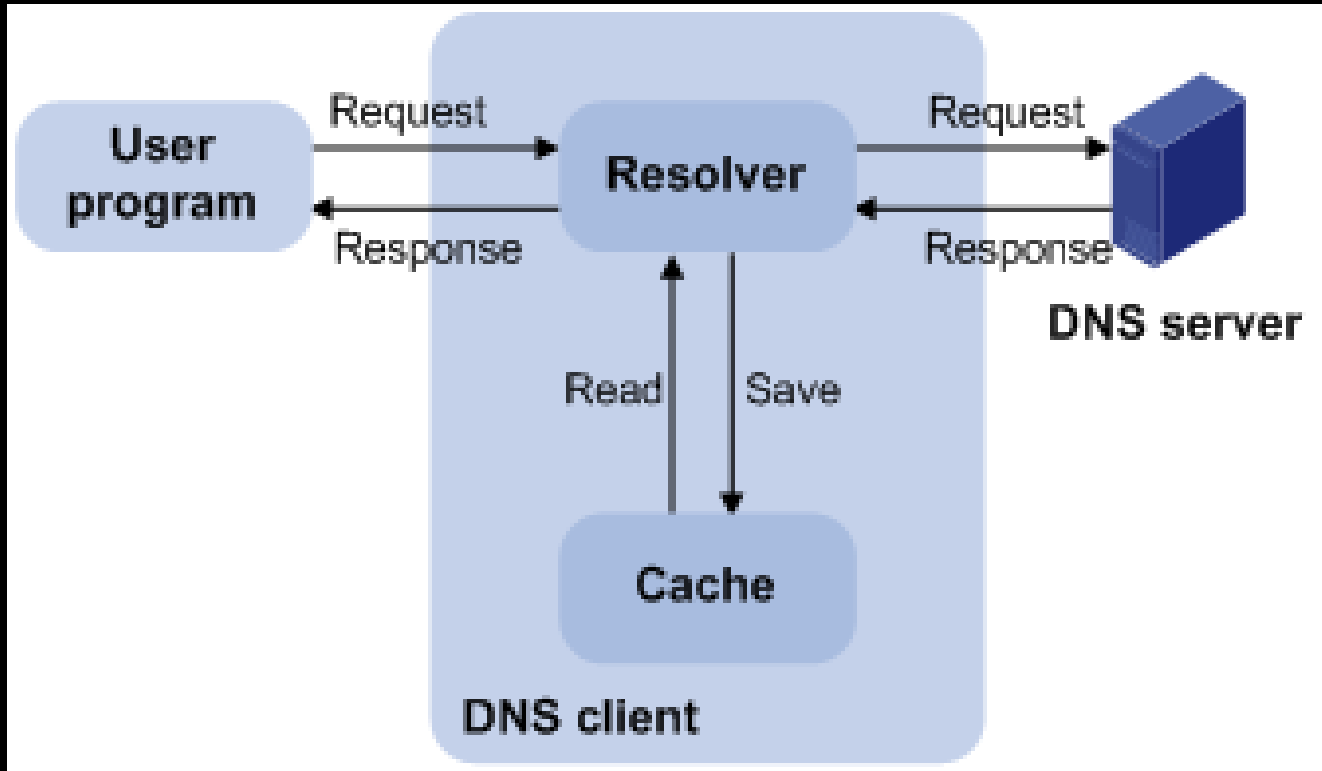 Request
Request
User
program
Resolver
Response
Response
DNS server
Read
Save
Cache
DNS client